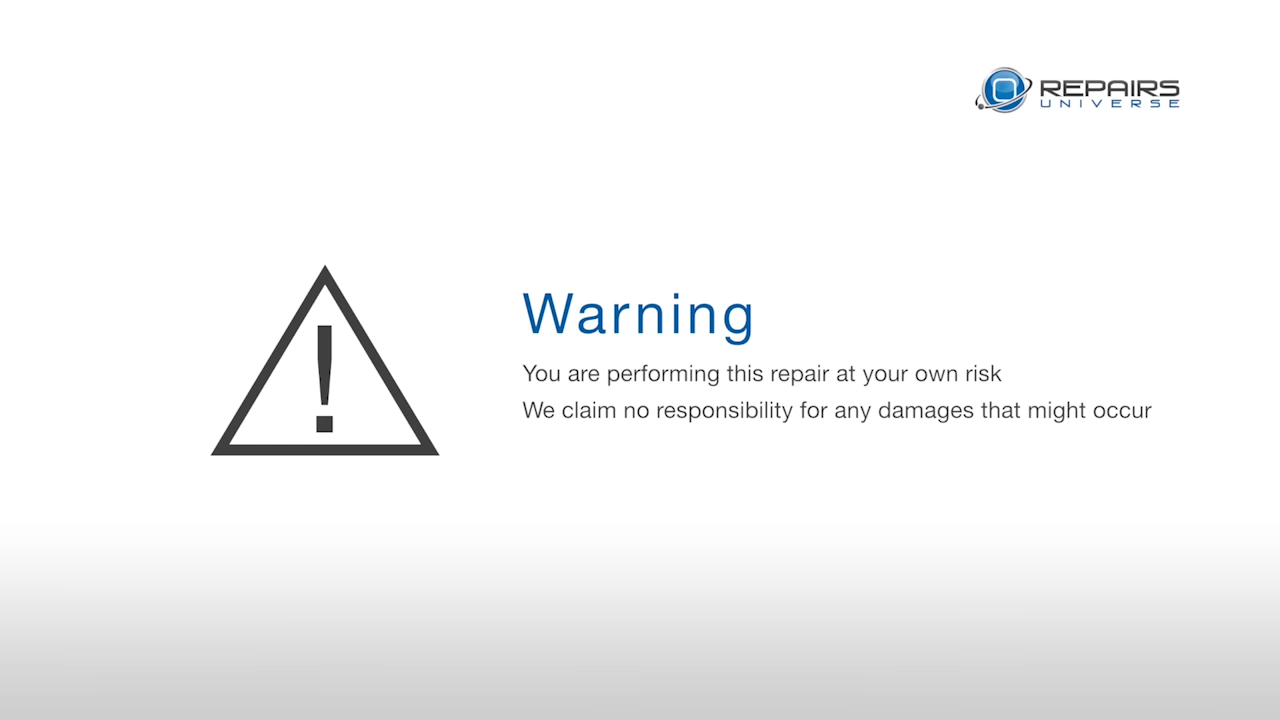 REPAIRS
UNIVERSE
Warning
You are performing this repair at your own risk
We claim no responsibility for any damages that might occur